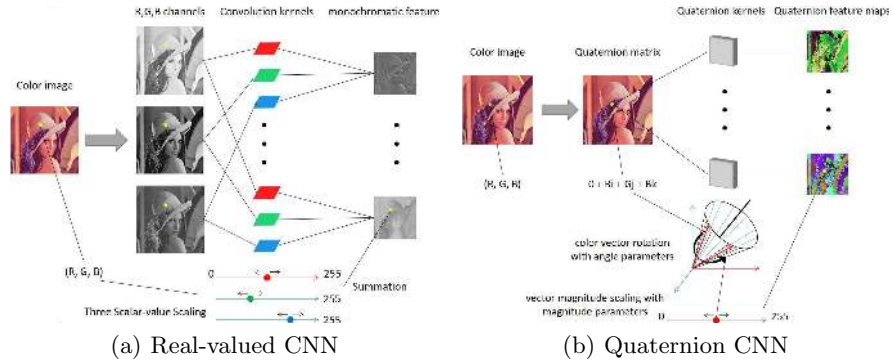 R,G,B channels
Convolution kernels
monochromatic feature
Color image
(R, G, B)
0
255
255
255
Three Scalar-value Scaling
Summation
(a) Real-valued CNN
Quaternion kernels
Quaternion feature maps
Color image
Quaternion matrix
(R, G, B)
0 + Ri + Gj + Bk
color vector rotation
with angle parameters
vector magnitude scaling with
magnitude parameters
0
255
(b) Quaternion CNN